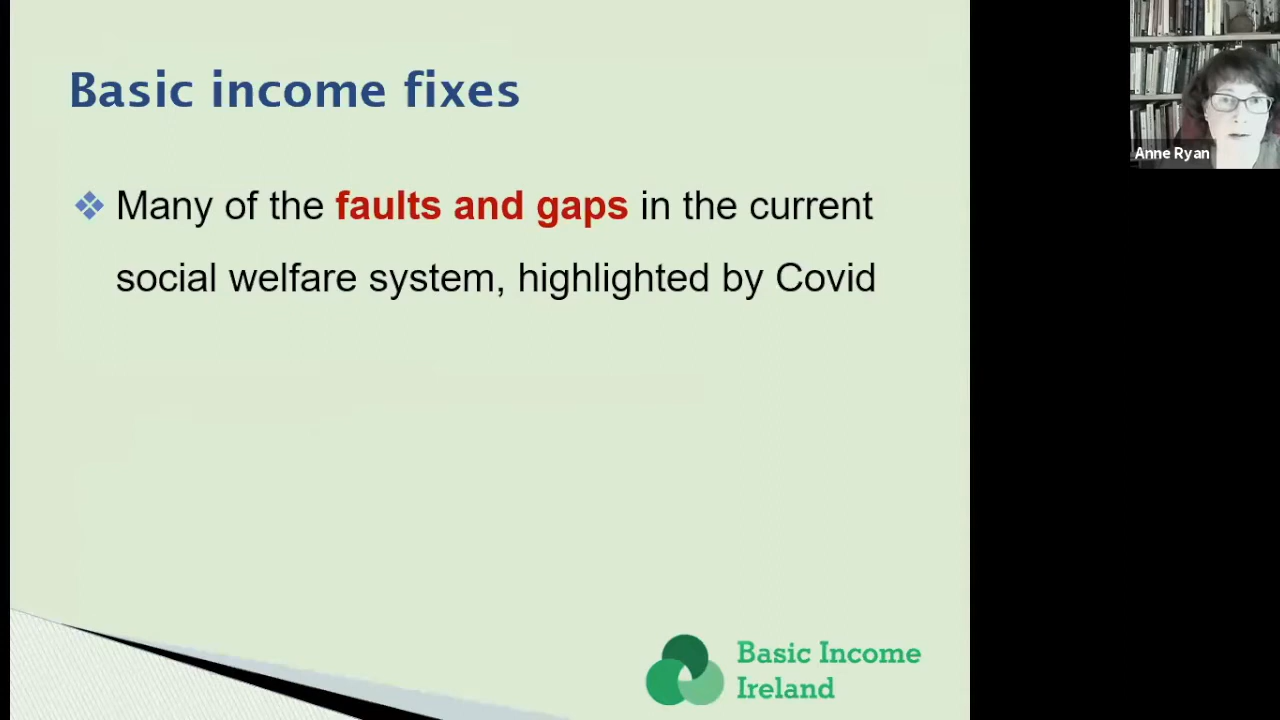 Basic income fixes
Many of the faults and gaps in the current
social welfare system, highlighted by Covid
Basic Income
Ireland
Anne Ryan